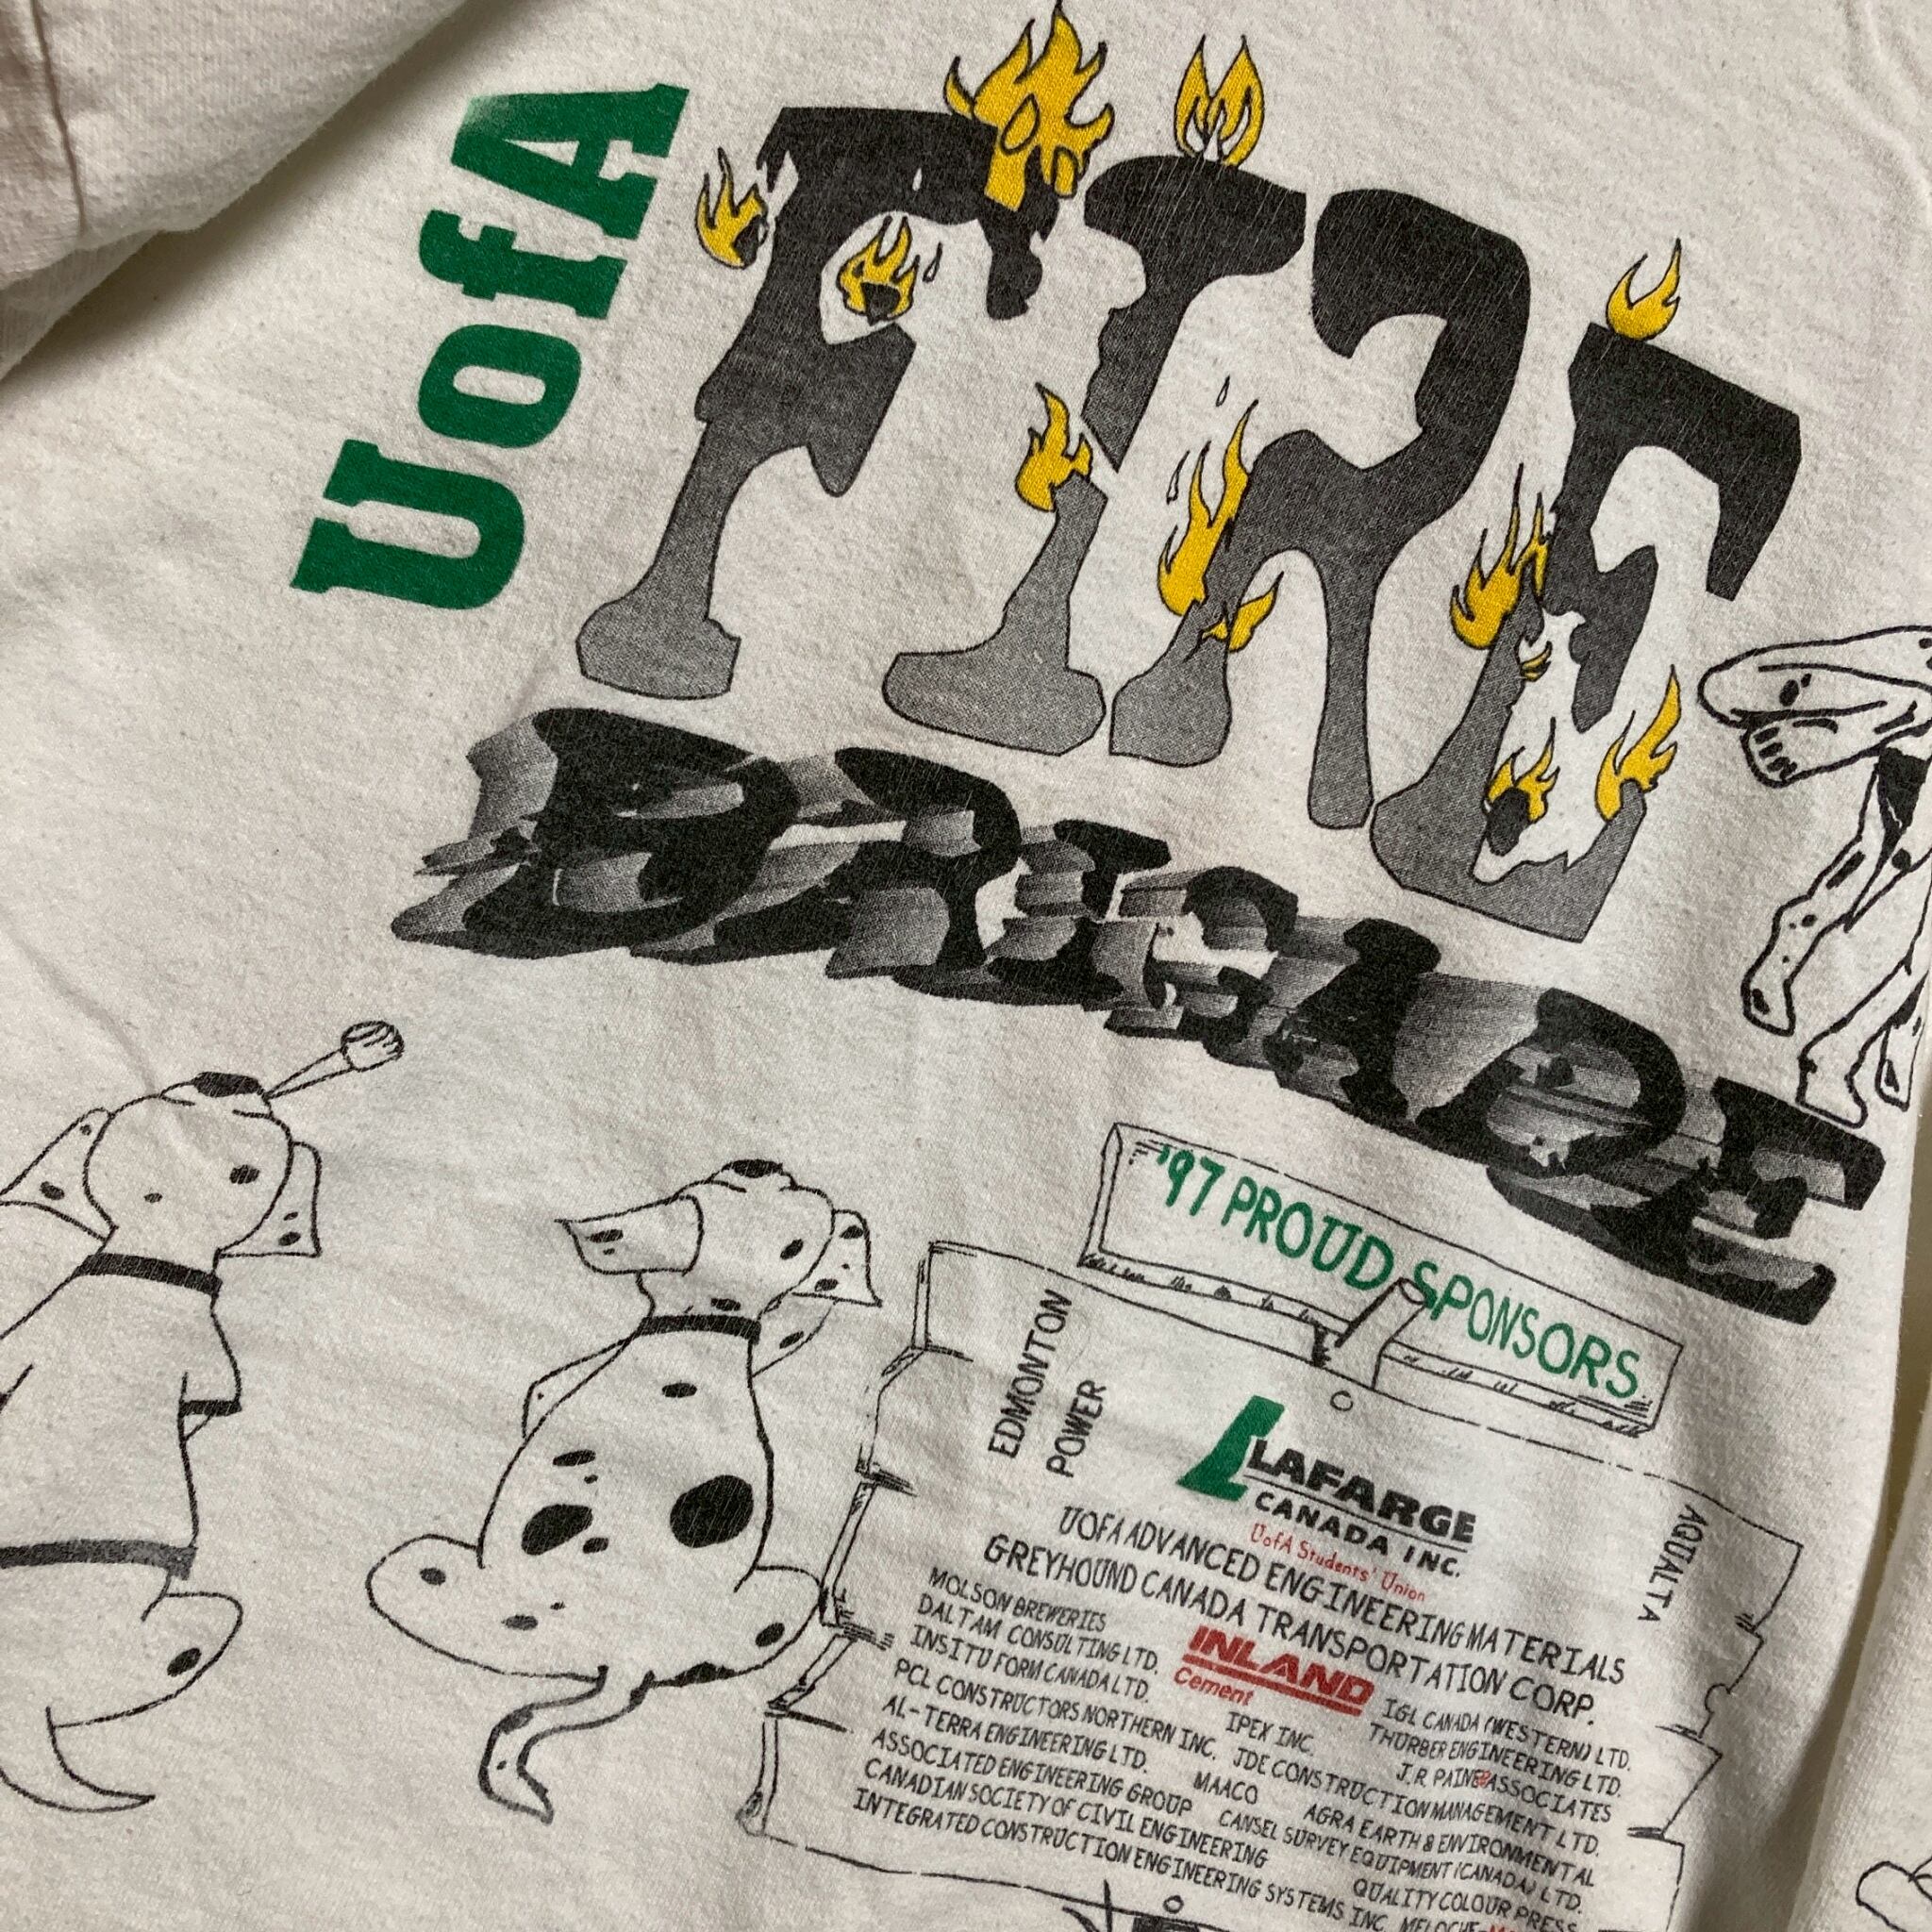 UofA
FIRE
BRIGADE
'97 PROUD SPONSORS
EDMONTON
POWER
LAFARGE
CANADA INC.
AQUALTA
UofA Students' Union
UOFA ADVANCED ENGINEERING MATERIALS
GREYHOUND CANADA TRANSPORTATION CORP.
MOLSON BREWERIES
DALTAM CONSULTING LTD.
INSITUFORM CANADA LTD.
PCL CONSTRUCTORS NORTHERN INC.
AL-TERRA ENGINEERING LTD.
ASSOCIATED ENGINEERING GROUP
CANADIAN SOCIETY OF CIVIL ENGINEERING
INTEGRATED CONSTRUCTION ENGINEERING SYSTEMS INC.
INLAND
Cement
IPEX INC.
MAACO
IGL CANADA (WESTERN) LTD.
THURBER ENGINEERING LTD.
J.R. PAINE & ASSOCIATES
JDE CONSTRUCTION MANAGEMENT LTD.
AGRA EARTH & ENVIRONMENTAL
CANSEL SURVEY EQUIPMENT (CANADA) LTD.
QUALITY COLOUR PRESS
MELOCHE-